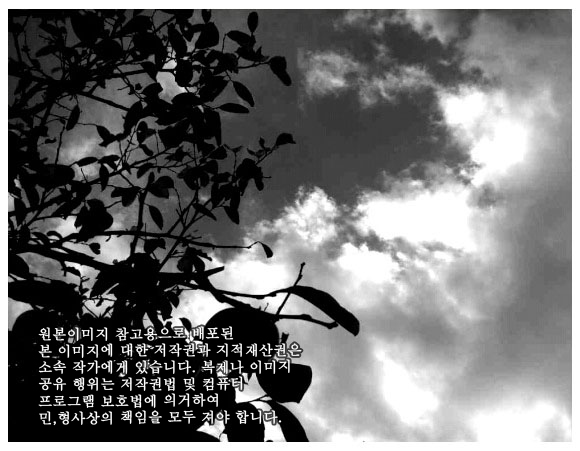 원본이미지 참고용으로 배포된
본 이미지에 대한 저작권과 지적재산권은
소속 작가에게 있습니다. 복제나 이미지
공유 행위는 저작권법 및 컴퓨터
프로그램 보호법에 의거하여
민,형사상의 책임을 모두 져야 합니다.